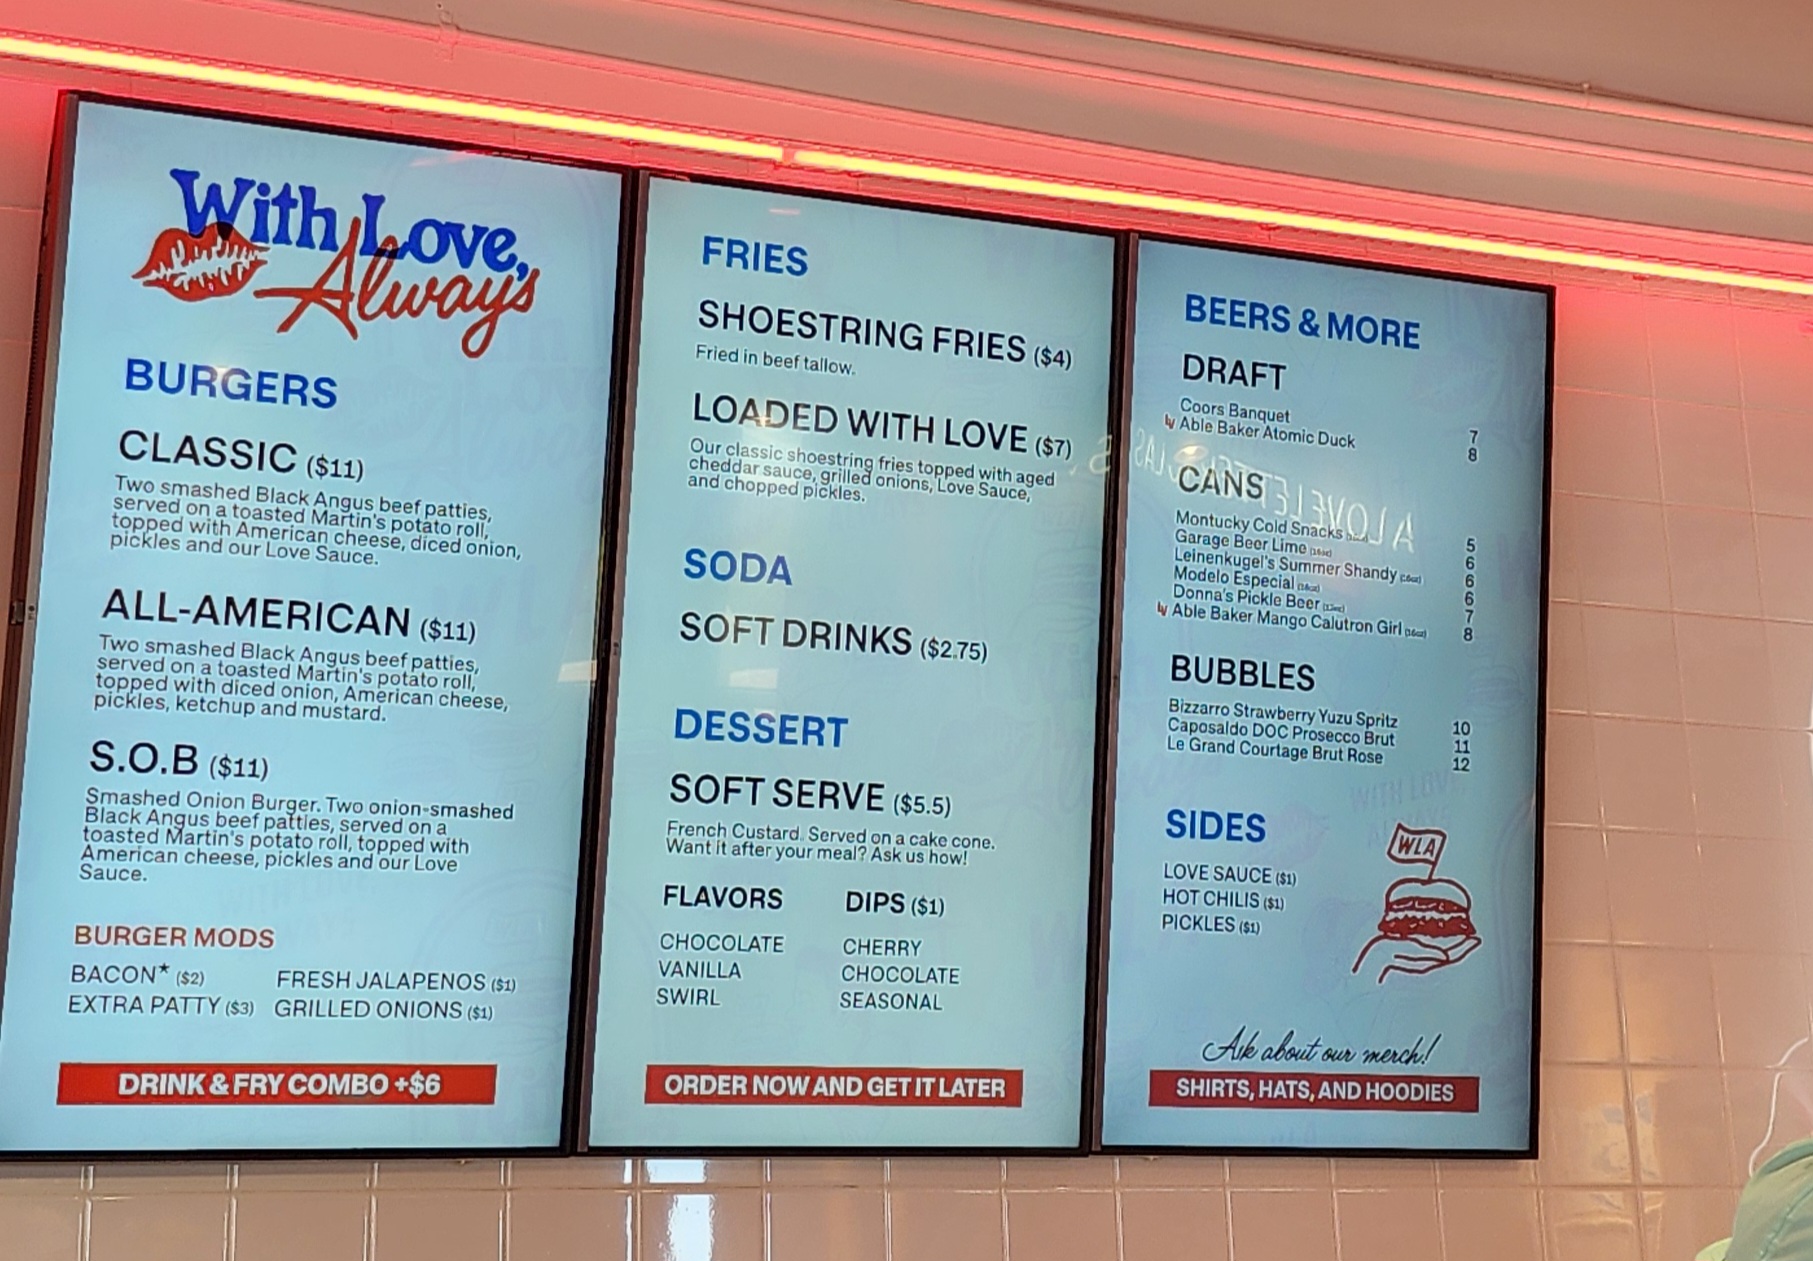 With Love,
Always
BURGERS
CLASSIC ($11)
Two smashed Black Angus beef patties,
served on a toasted Martin's potato roll,
topped with American cheese, diced onion,
pickles and our Love Sauce.
ALL-AMERICAN ($11)
Two smashed Black Angus beef patties,
served on a toasted Martin's potato roll,
topped with diced onion, American cheese,
pickles, ketchup and mustard.
S.O.B ($11)
Smashed Onion Burger. Two onion-smashed
Black Angus beef patties, served on a
toasted Martin's potato roll, topped with
American cheese, pickles and our Love
Sauce.
BURGER MODS
BACON* ($2) FRESH JALAPENOS ($1)
EXTRA PATTY ($3) GRILLED ONIONS ($1)
DRINK & FRY COMBO +$6
FRIES
SHOESTRING FRIES ($4)
Fried in beef tallow.
LOADED WITH LOVE ($7)
Our classic shoestring fries topped with aged
cheddar sauce, grilled onions, Love Sauce,
and chopped pickles.
SODA
SOFT DRINKS ($2.75)
DESSERT
SOFT SERVE ($5.5)
French Custard. Served on a cake cone.
Want it after your meal? Ask us how!
FLAVORS DIPS ($1)
CHOCOLATE CHERRY
VANILLA CHOCOLATE
SWIRL SEASONAL
ORDER NOW AND GET IT LATER
BEERS & MORE
DRAFT
Coors Banquet 7
lv Able Baker Atomic Duck 8
CANS
Montucky Cold Snacks 5
Garage Beer Lime (16oz) 6
Leinenkugel's Summer Shandy (16oz) 6
Modelo Especial (16oz) 6
Donna's Pickle Beer (12oz) 7
lv Able Baker Mango Calutron Girl (16oz) 8
BUBBLES
Bizzarro Strawberry Yuzu Spritz 10
Caposaldo DOC Prosecco Brut 11
Le Grand Courtage Brut Rose 12
SIDES
LOVE SAUCE ($1)
HOT CHILIS ($1)
PICKLES ($1)
WLA
Ask about our merch!
SHIRTS, HATS, AND HOODIES